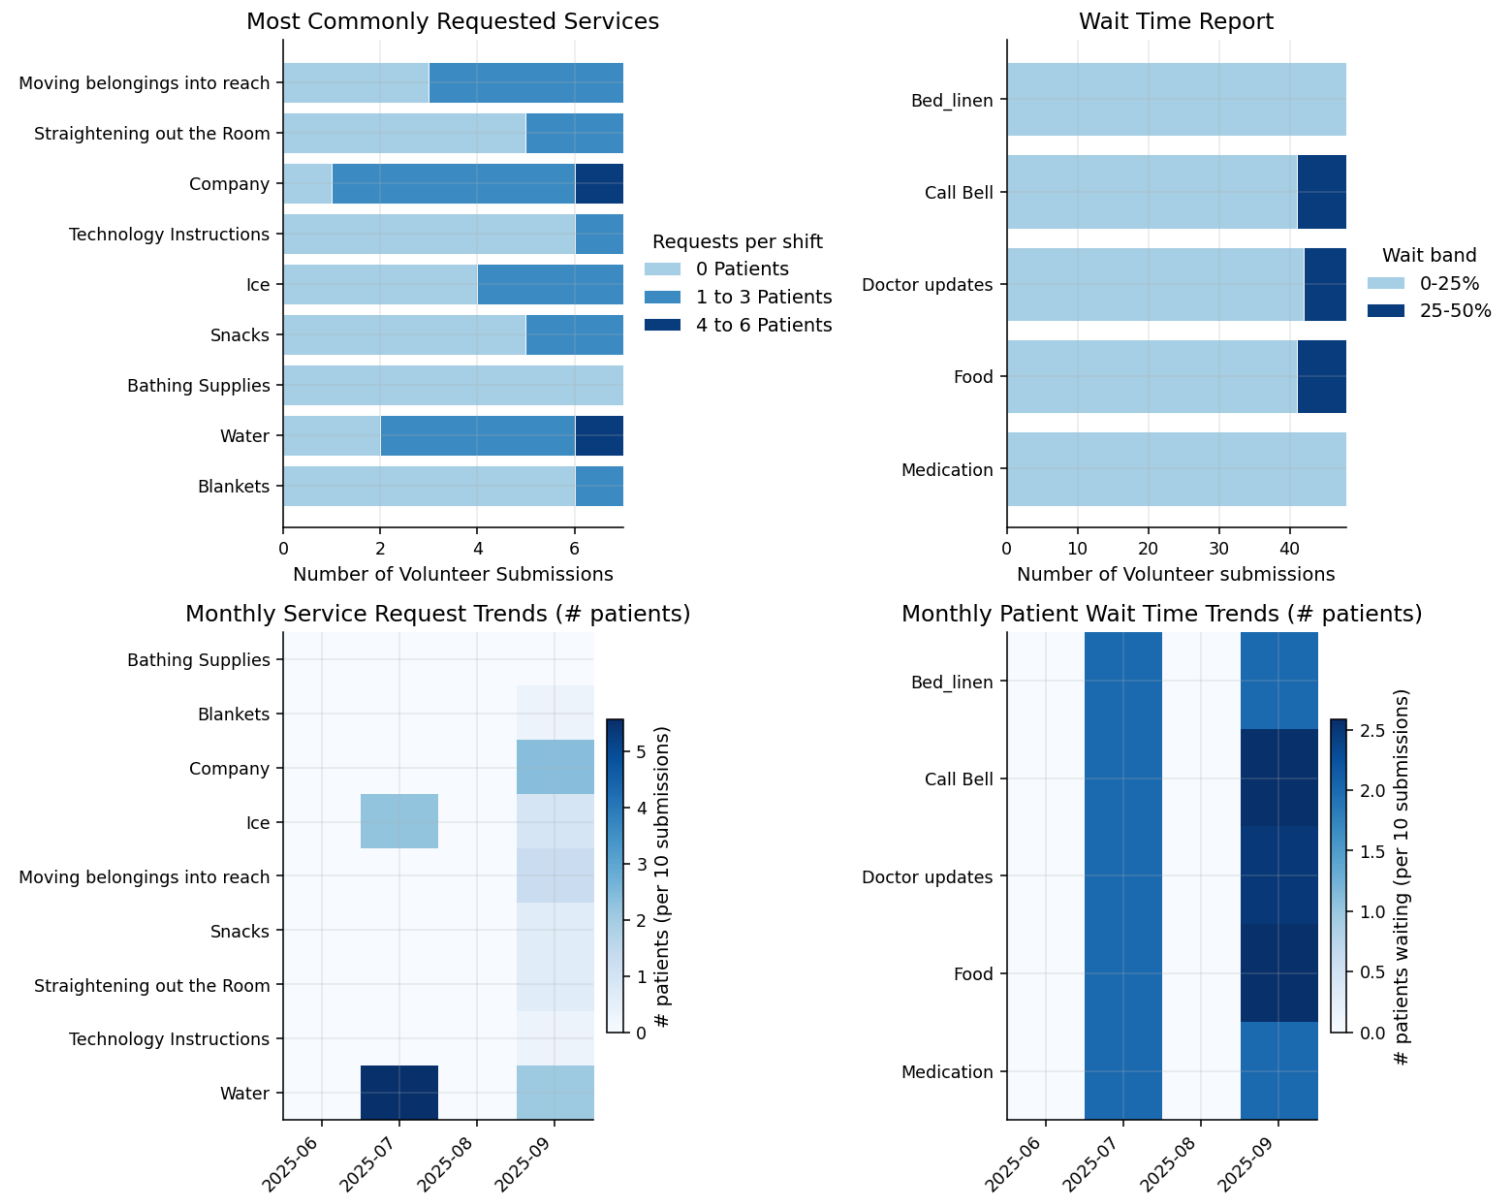 Most Commonly Requested Services
Moving belongings into reach
Straightening out the Room
Company
Technology Instructions
Ice
Snacks
Bathing Supplies
Water
Blankets
0 2 4 6
Number of Volunteer Submissions
Requests per shift
0 Patients
1 to 3 Patients
4 to 6 Patients
Wait Time Report
Bed_linen
Call Bell
Doctor updates
Food
Medication
0 10 20 30 40
Number of Volunteer submissions
Wait band
0-25%
25-50%
Monthly Service Request Trends (# patients)
Bathing Supplies
Blankets
Company
Ice
Moving belongings into reach
Snacks
Straightening out the Room
Technology Instructions
Water
2025-06 2025-07 2025-08 2025-09
5
4
3
2
1
0
# patients (per 10 submissions)
Monthly Patient Wait Time Trends (# patients)
Bed_linen
Call Bell
Doctor updates
Food
Medication
2025-06 2025-07 2025-08 2025-09
2.5
2.0
1.5
1.0
0.5
0.0
# patients waiting (per 10 submissions)